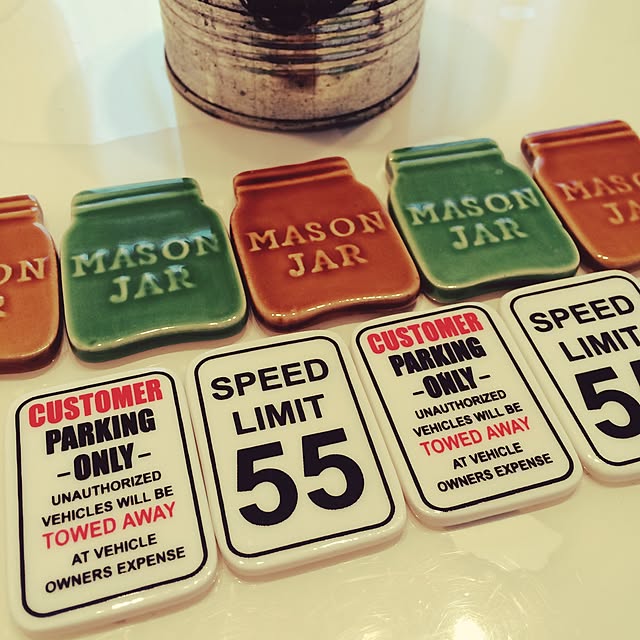 ON
R
MASON
JAR
MASON
JAR
MASON
JAR
MASO
JA
CUSTOMER
PARKING
-ONLY-
UNAUTHORIZED
VEHICLES WILL BE
TOWED AWAY
AT VEHICLE
OWNERS EXPENSE
SPEED
LIMIT
55
CUSTOMER
PARKING
-ONLY-
UNAUTHORIZED
VEHICLES WILL BE
TOWED AWAY
AT VEHICLE
OWNERS EXPENSE
SPEED
LIMIT
55